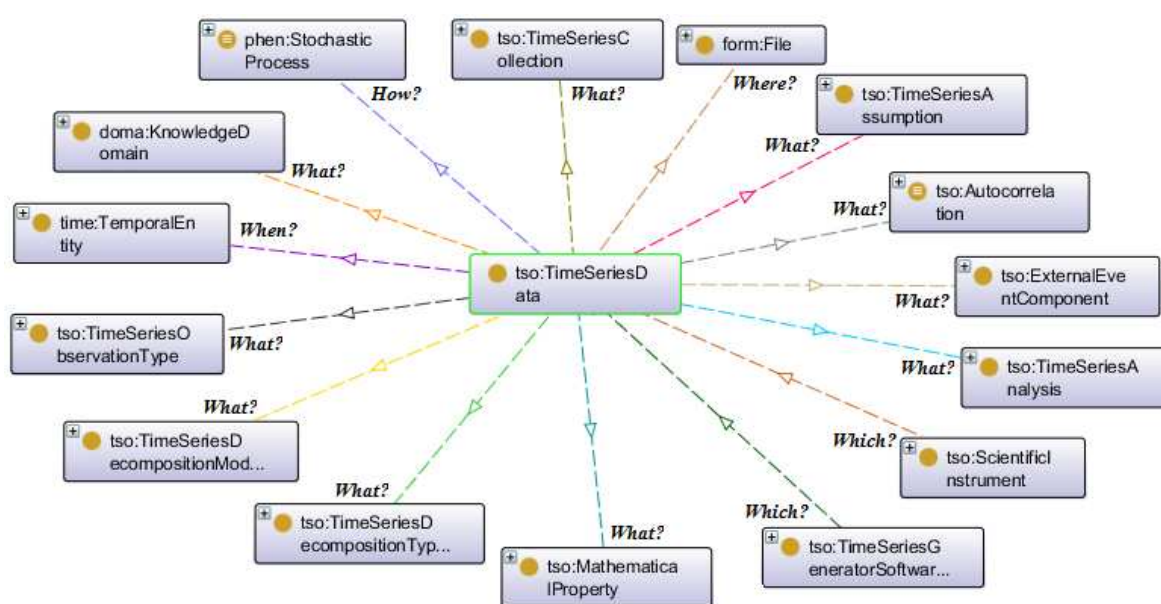 phen:Stochastic
Process
How?
tso:TimeSeriesC
ollection
What?
form:File
Where?
tso:TimeSeriesA
ssumption
What?
doma:KnowledgeD
omain
What?
tso:Autocorrela
tion
What?
time:TemporalEn
tity
When?
tso:TimeSeriesD
ata
tso:ExternalEve
ntComponent
What?
tso:TimeSeriesO
bservationType
What?
tso:TimeSeriesA
nalysis
What?
tso:TimeSeriesD
ecompositionMod...
What?
tso:ScientificI
nstrument
Which?
tso:TimeSeriesD
ecompositionTyp...
What?
tso:Mathematica
lProperty
What?
tso:TimeSeriesG
eneratorSoftwar...
Which?